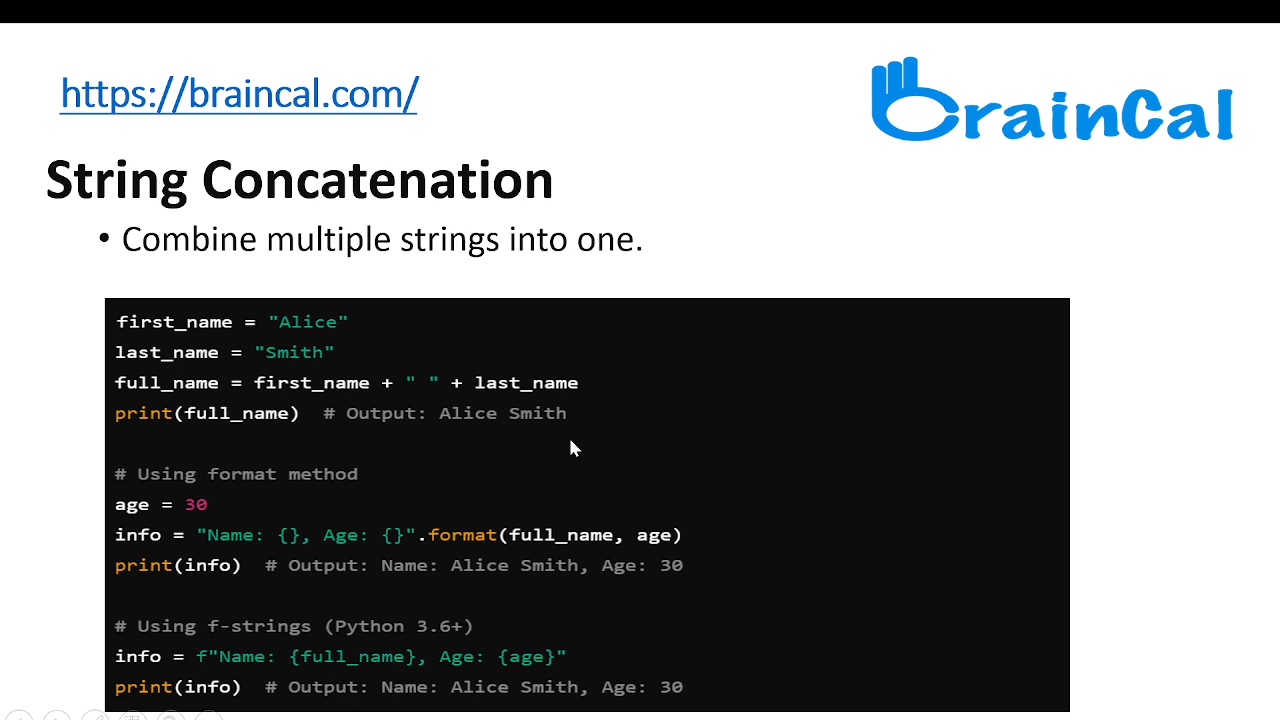 https://braincal.com/
BrainCal
String Concatenation
• Combine multiple strings into one.
first_name = "Alice"
last_name = "Smith"
full_name = first_name + " " + last_name
print(full_name)  # Output: Alice Smith
# Using format method
age = 30
info = "Name: {}, Age: {}".format(full_name, age)
print(info)  # Output: Name: Alice Smith, Age: 30
# Using f-strings (Python 3.6+)
info = f"Name: {full_name}, Age: {age}"
print(info)  # Output: Name: Alice Smith, Age: 30